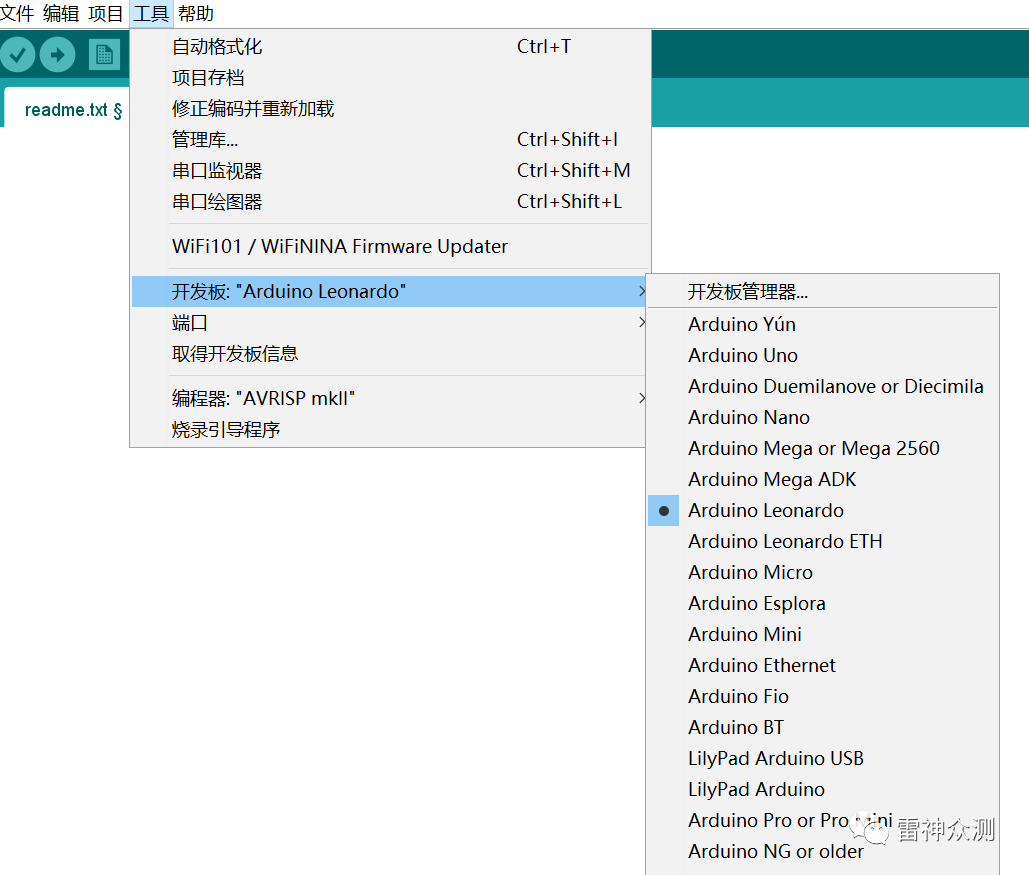 文件 编辑 项目 工具 帮助
自动格式化 Ctrl+T
项目存档
修正编码并重新加载
管理库... Ctrl+Shift+I
串口监视器 Ctrl+Shift+M
串口绘图器 Ctrl+Shift+L
readme.txt §
WiFi101 / WiFiNINA Firmware Updater
开发板: "Arduino Leonardo"
端口
取得开发板信息
编程器: "AVRISP mkII"
烧录引导程序
开发板管理器...
Arduino Yún
Arduino Uno
Arduino Duemilanove or Diecimila
Arduino Nano
Arduino Mega or Mega 2560
Arduino Mega ADK
Arduino Leonardo
Arduino Leonardo ETH
Arduino Micro
Arduino Esplora
Arduino Mini
Arduino Ethernet
Arduino Fio
Arduino BT
LilyPad Arduino USB
LilyPad Arduino
Arduino Pro or Pro Mini
Arduino NG or older
雷神众测